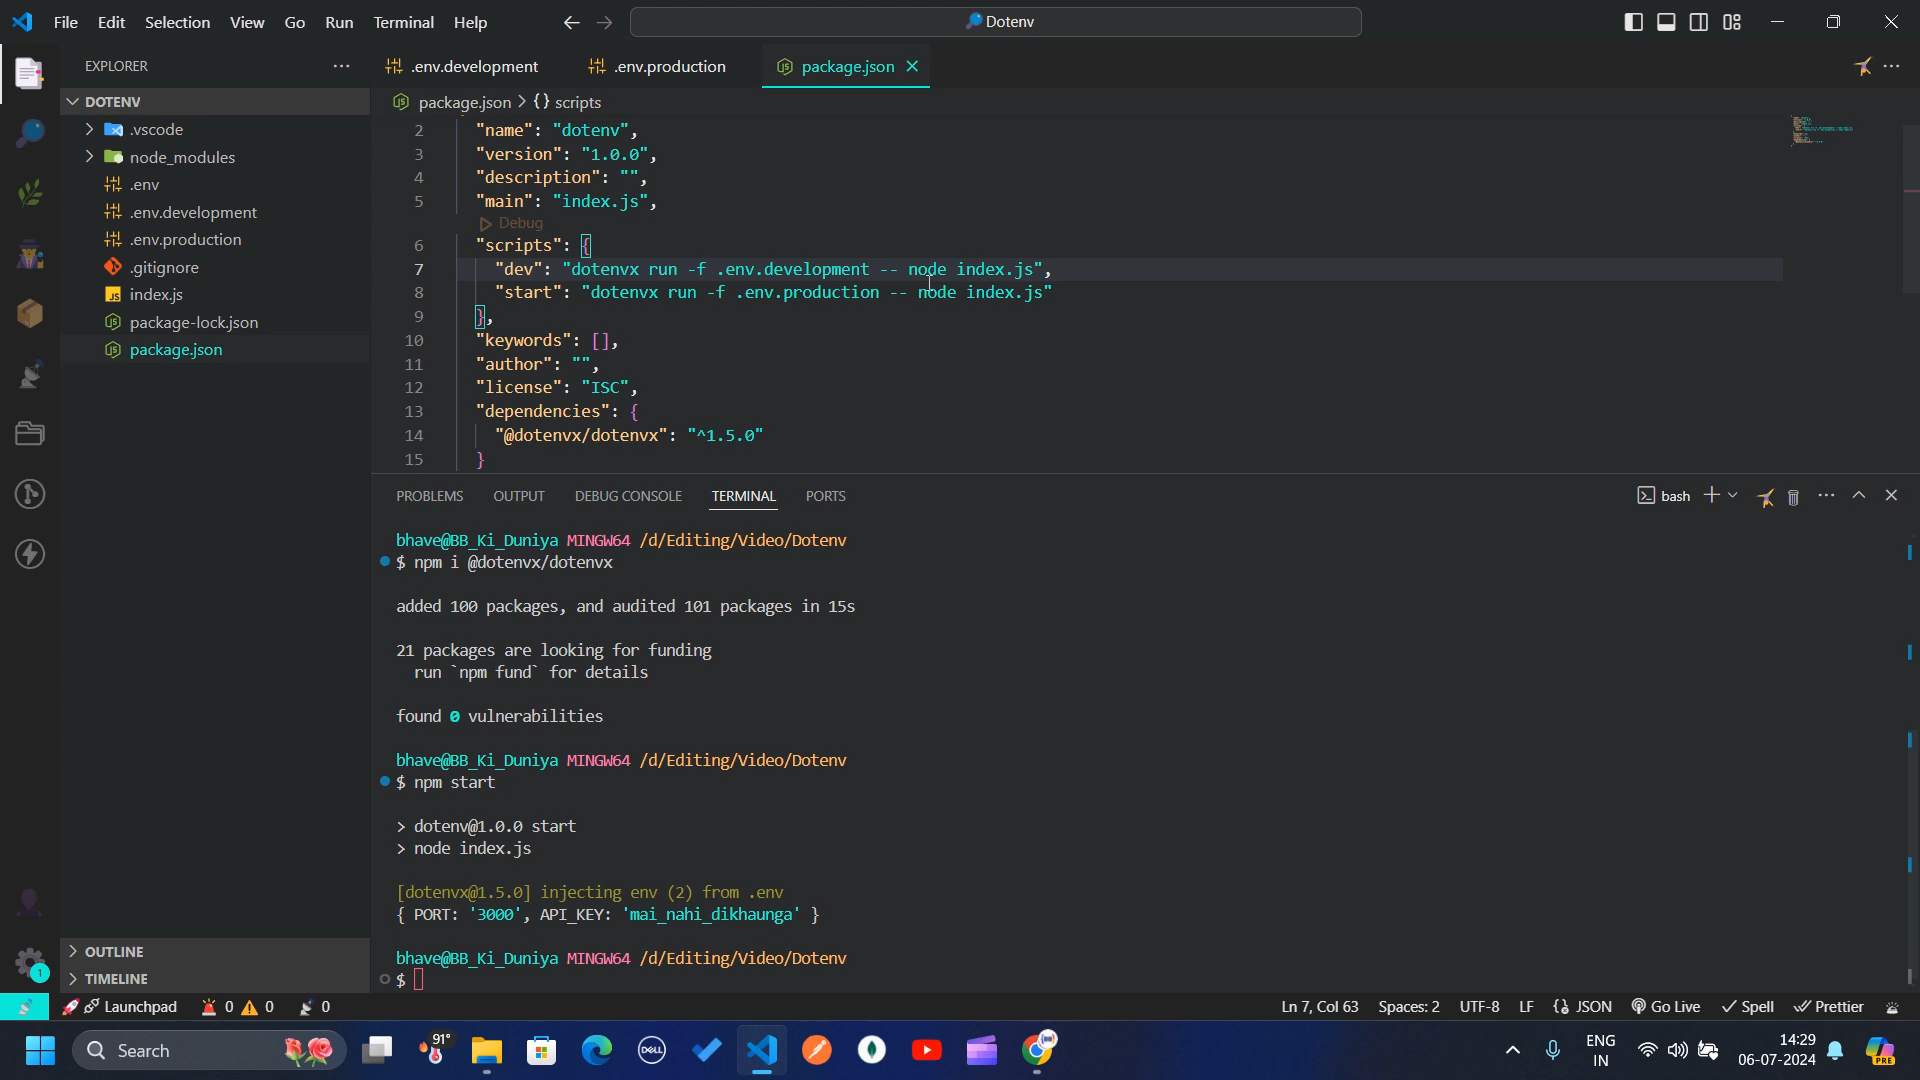 File Edit Selection View Go Run Terminal Help
Dotenv
EXPLORER
DOTENV
.vscode
node_modules
.env
.env.development
.env.production
.gitignore
index.js
package-lock.json
package.json
OUTLINE
TIMELINE
.env.development .env.production package.json
package.json > {} scripts
2 "name": "dotenv",
3 "version": "1.0.0",
4 "description": "",
5 "main": "index.js",
Debug
6 "scripts": {
7 "dev": "dotenvx run -f .env.development -- node index.js",
8 "start": "dotenvx run -f .env.production -- node index.js"
9 },
10 "keywords": [],
11 "author": "",
12 "license": "ISC",
13 "dependencies": {
14 "@dotenvx/dotenvx": "^1.5.0"
15 }
PROBLEMS OUTPUT DEBUG CONSOLE TERMINAL PORTS
bash
bhave@BB_Ki_Duniya MINGW64 /d/Editing/Video/Dotenv
$ npm i @dotenvx/dotenvx
added 100 packages, and audited 101 packages in 15s
21 packages are looking for funding
run `npm fund` for details
found 0 vulnerabilities
bhave@BB_Ki_Duniya MINGW64 /d/Editing/Video/Dotenv
$ npm start
> dotenv@1.0.0 start
> node index.js
[dotenvx@1.5.0] injecting env (2) from .env
{ PORT: '3000', API_KEY: 'mai_nahi_dikhaunga' }
bhave@BB_Ki_Duniya MINGW64 /d/Editing/Video/Dotenv
$
1
Launchpad 0 0 0
Ln 7, Col 63 Spaces: 2 UTF-8 LF {} JSON Go Live Spell Prettier
Search
91°
DELL
ENG
IN
14:29
06-07-2024
PRE